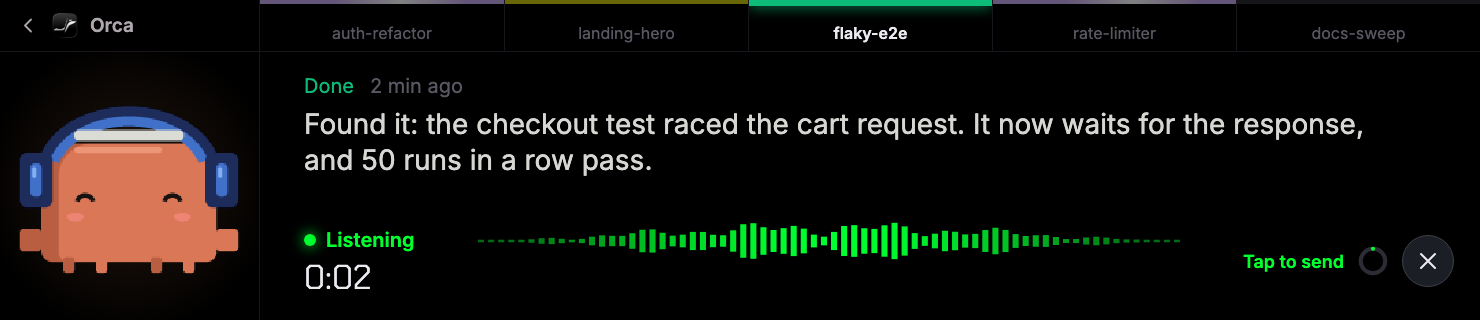 Orca
auth-refactor
landing-hero
flaky-e2e
rate-limiter
docs-sweep
Done 2 min ago
Found it: the checkout test raced the cart request. It now waits for the response,
and 50 runs in a row pass.
Listening
0:02
Tap to send